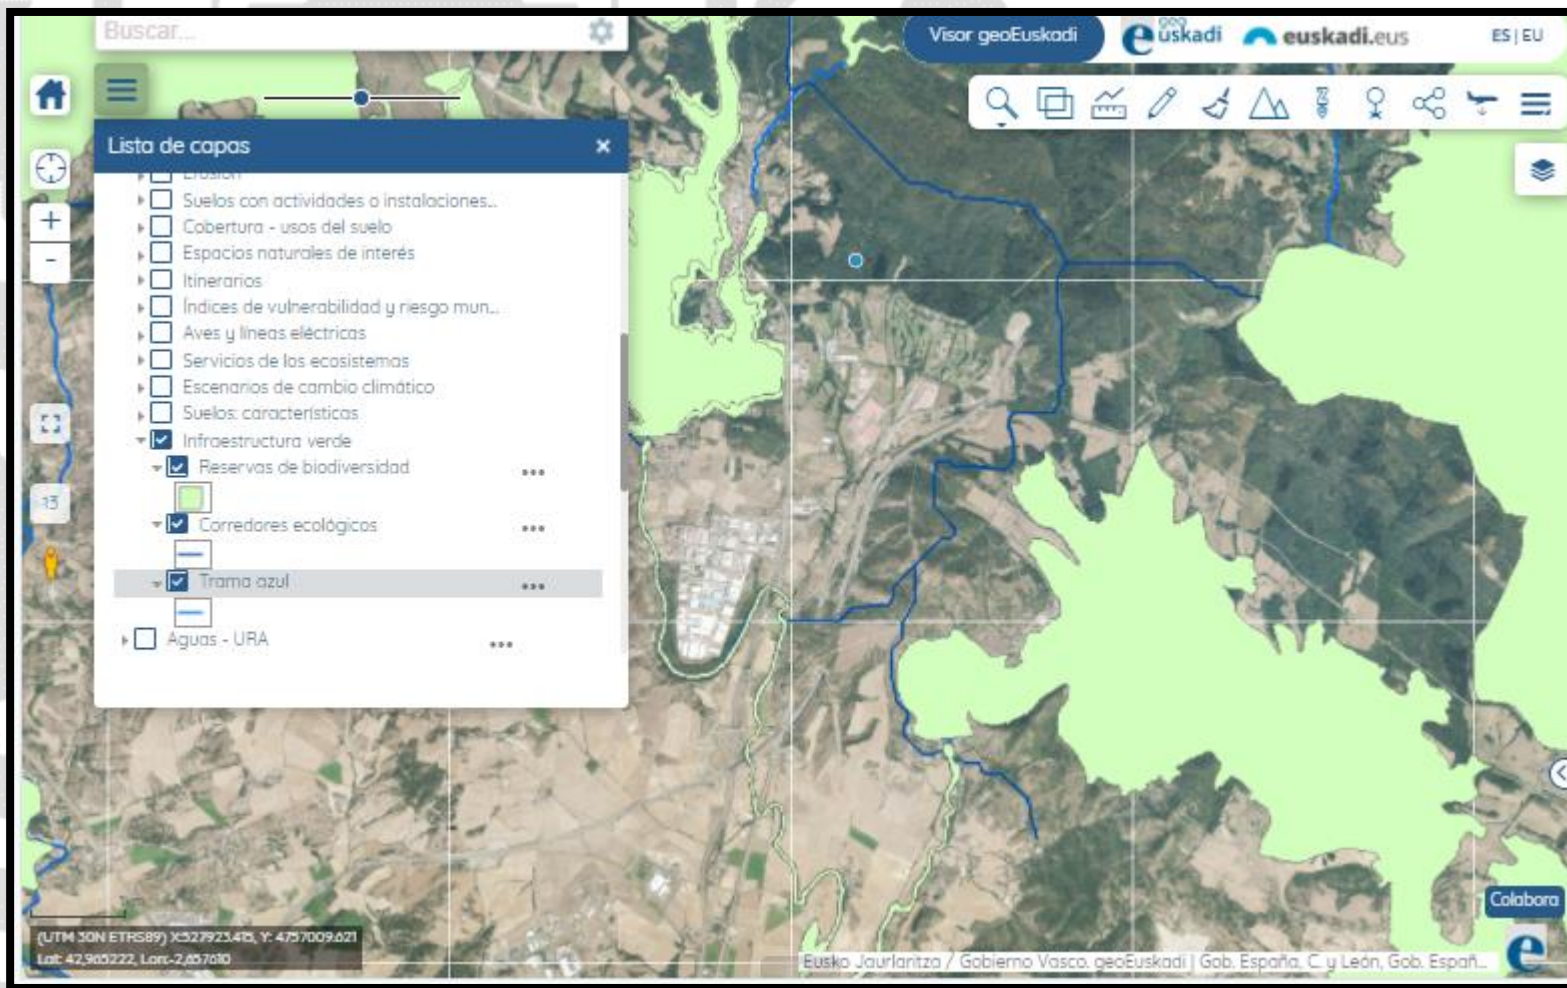 Buscar...
Visor geoEuskadi
geo
euskadi
euskadi.eus
ES | EU
Lista de capas
×
Erosión
Suelos con actividades o instalaciones...
Cobertura - usos del suelo
Espacios naturales de interés
Itinerarios
Índices de vulnerabilidad y riesgo mun...
Aves y líneas eléctricas
Servicios de los ecosistemas
Escenarios de cambio climático
Suelos: características
Infraestructura verde
Reservas de biodiversidad
Corredores ecológicos
Trama azul
Aguas - URA
+
-
13
Colabora
(UTM 30N ETRS89) X:527923.415, Y: 4757009.621
Lat: 42,965222, Lon:-2,657610
Eusko Jaurlaritza / Gobierno Vasco. geoEuskadi | Gob. España, C. y León, Gob. Españ...